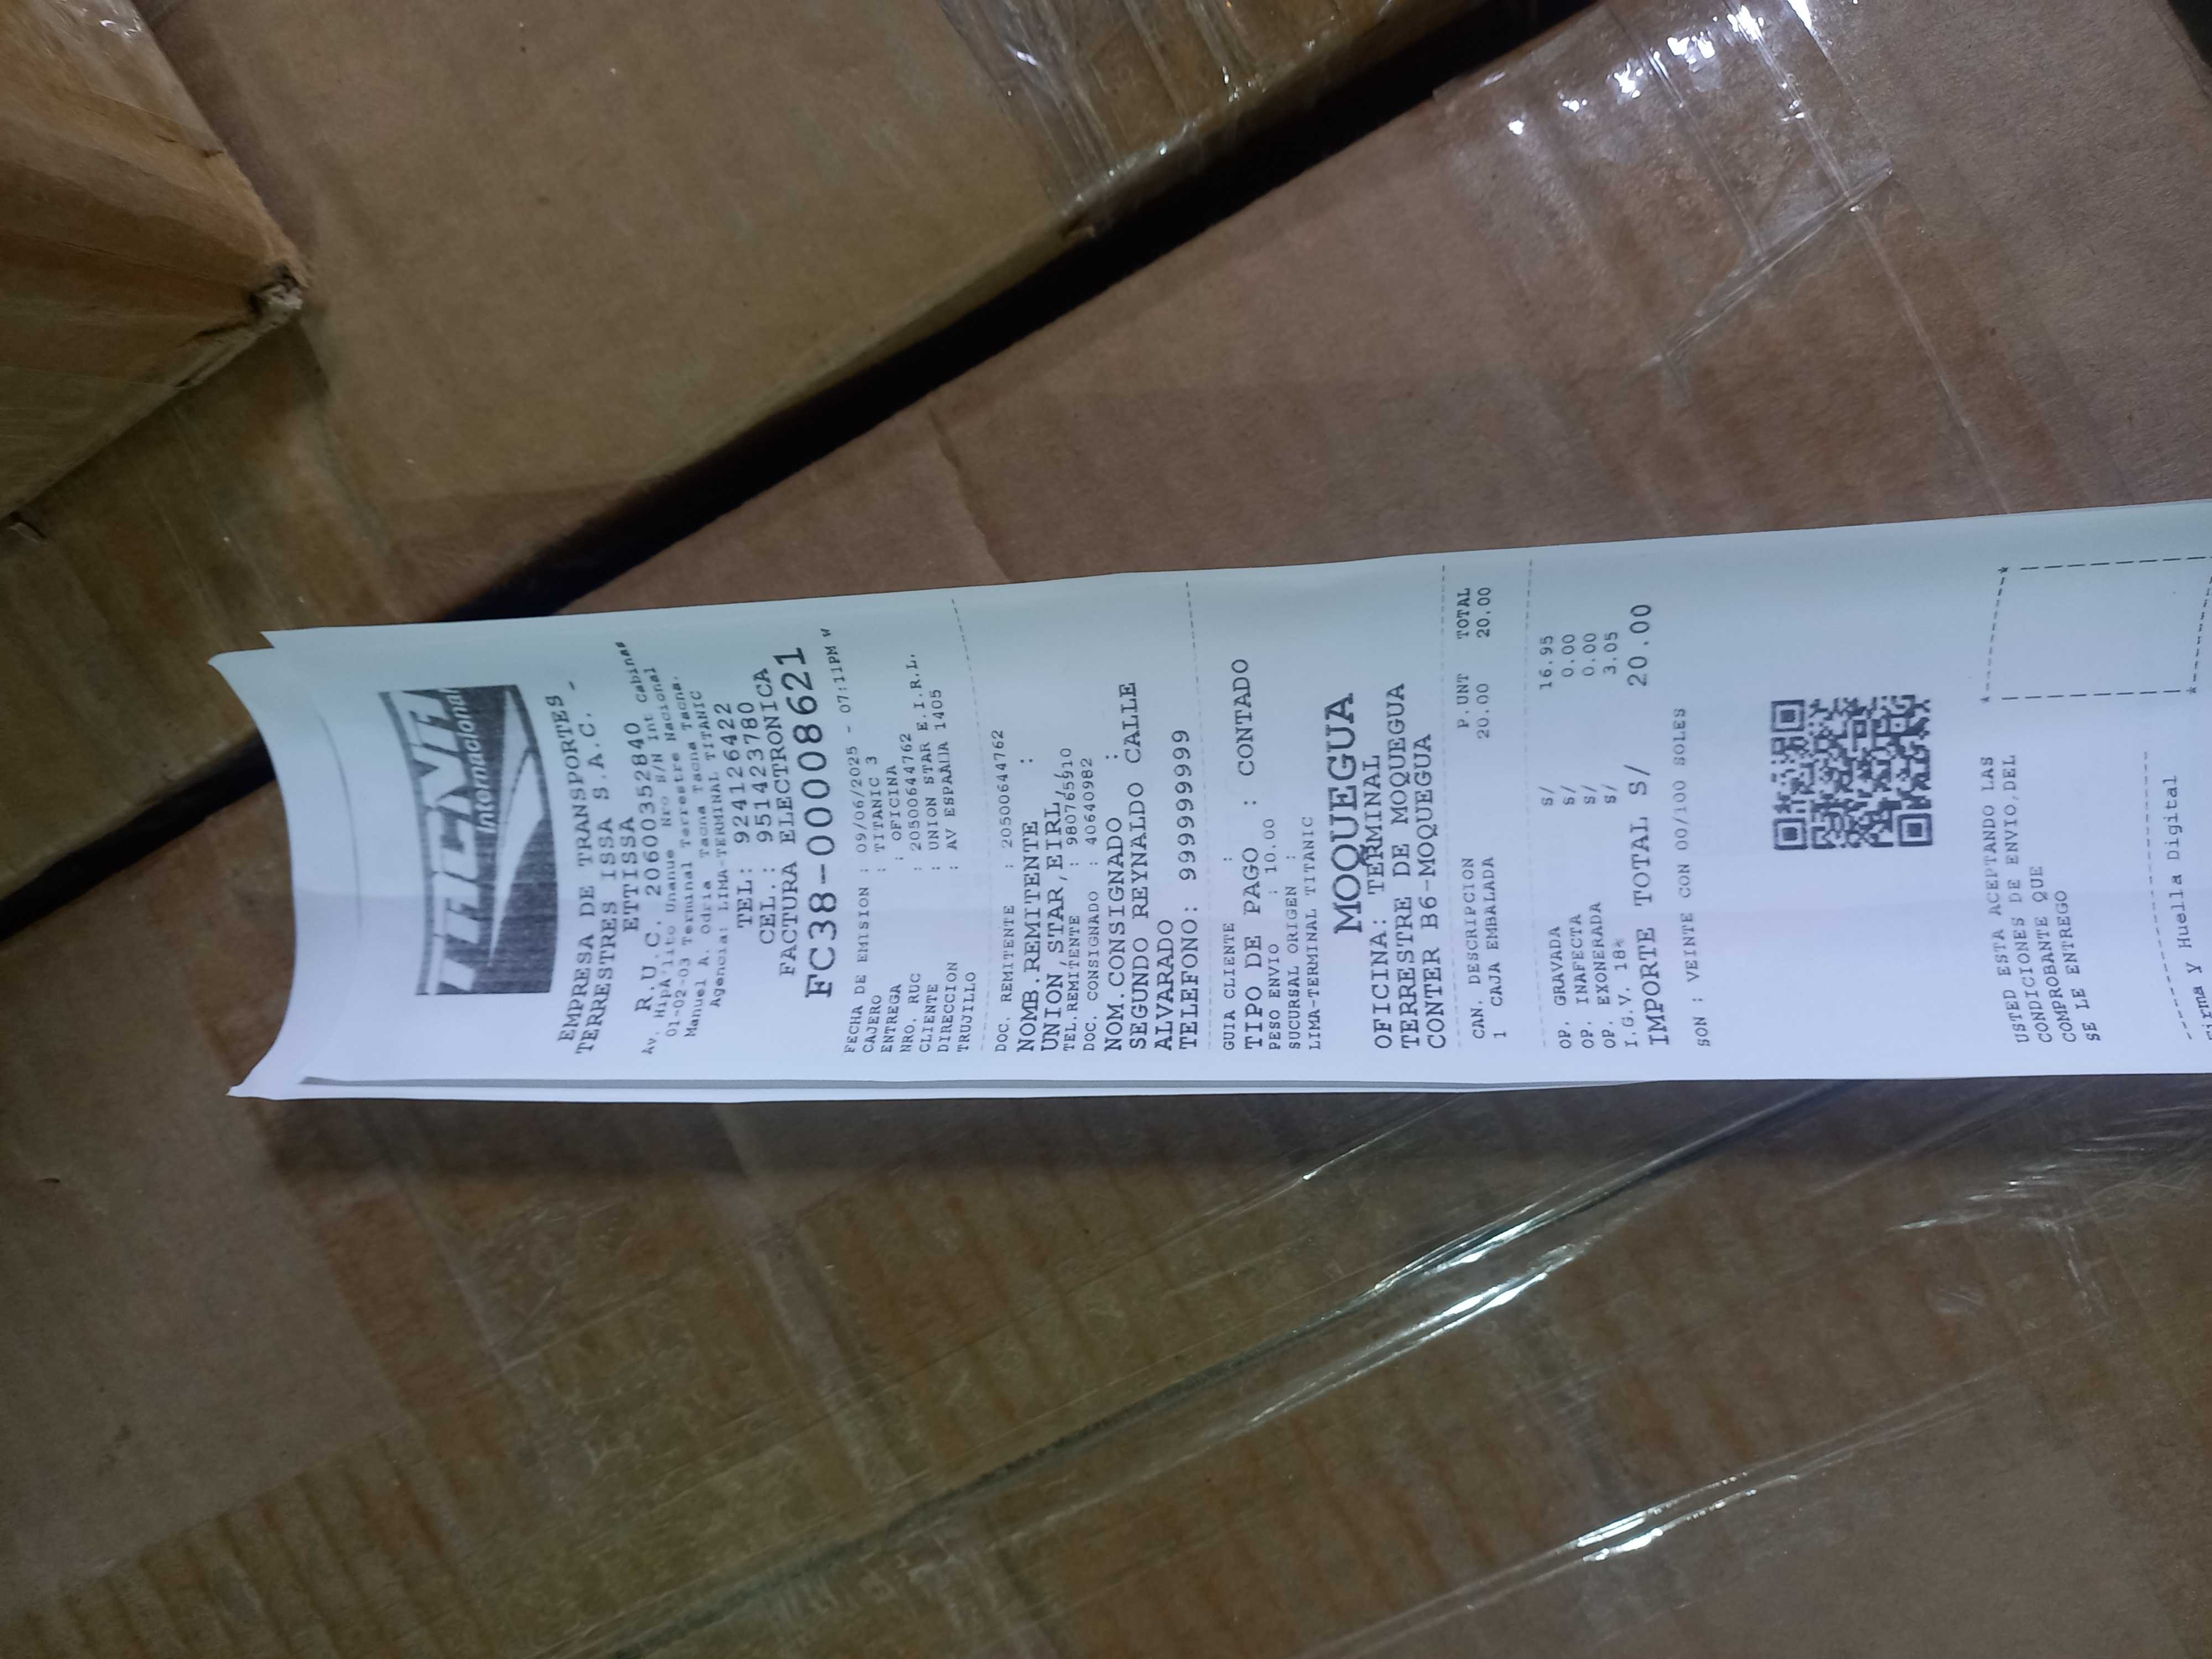 Internacional
EMPRESA DE TRANSPORTES
TERRESTRES ISSA S.A.C. -
ETTISSA
R.U.C. 20600352840
Av. HipA³lito Unanue Nro S/N Int Cabinas
01-02-03 Terminal Terrestre Nacional
Manuel A. Odria Tacna Tacna Tacna.
Agencia: LIMA-TERMINAL TITANIC
TEL: 924126422
CEL.: 951423780
FACTURA ELECTRONICA
FC38-00008621
FECHA DE EMISION : 09/06/2025 - 07:11PM
CAJERO : TITANIC 3
ENTREGA : OFICINA
NRO. RUC : 20500644762
CLIENTE : UNION STAR E.I.R.L.
DIRECCION : AV ESPAÑA 1405
TRUJILLO
DOC. REMITENTE : 20500644762
NOMB.REMITENTE :
UNION STAR,EIRL,
TEL.REMITENTE : 980765910
DOC. CONSIGNADO : 40640982
NOM.CONSIGNADO :
SEGUNDO REYNALDO CALLE
ALVARADO
TELEFONO: 999999999
GUIA CLIENTE :
TIPO DE PAGO : CONTADO
PESO ENVIO : 10.00
SUCURSAL ORIGEN :
LIMA-TERMINAL TITANIC
MOQUEGUA
OFICINA: TERMINAL
TERRESTRE DE MOQUEGUA
CONTER B6-MOQUEGUA
CAN. DESCRIPCION P.UNT TOTAL
1 CAJA EMBALADA 20.00 20.00
OP. GRAVADA S/ 16.95
OP. INAFECTA S/ 0.00
OP. EXONERADA S/ 0.00
I.G.V. 18% S/ 3.05
IMPORTE TOTAL S/ 20.00
SON : VEINTE CON 00/100 SOLES
USTED ESTA ACEPTANDO LAS
CONDICIONES DE ENVIO,DEL
COMPROBANTE QUE
SE LE ENTREGO
Firma y Huella Digital